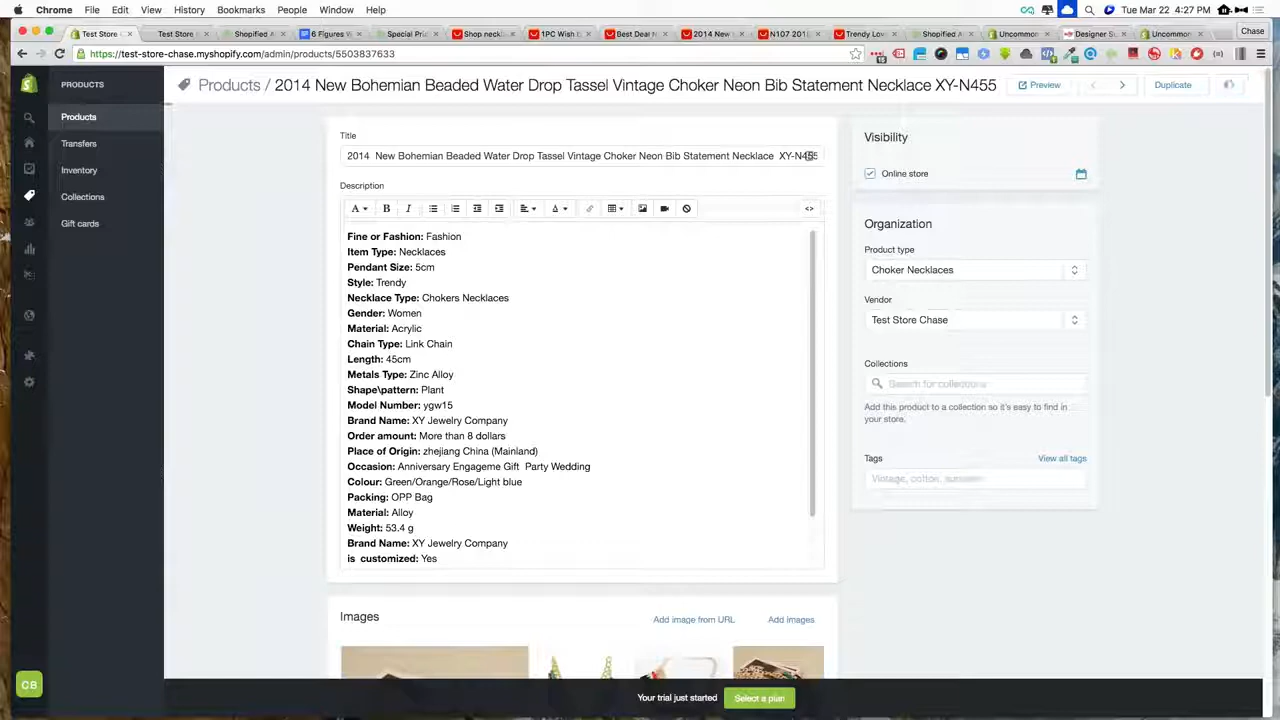 Chrome File Edit View History Bookmarks People Window Help Tue Mar 22 4:27 PM
Test Store Test Store Shopified 6 Figures Special Pri Shop neckl 1PC Wish Best Deal 2014 New N107 201 Trendy Lov Shopified Uncommon Designer S Uncommon Chase
https://test-store-chase.myshopify.com/admin/products/5503837633
PRODUCTS
Products / 2014 New Bohemian Beaded Water Drop Tassel Vintage Choker Neon Bib Statement Necklace XY-N455
Preview
Duplicate
Products
Transfers
Inventory
Collections
Gift cards
Title
2014 New Bohemian Beaded Water Drop Tassel Vintage Choker Neon Bib Statement Necklace XY-N455
Description
A B I A <>
Fine or Fashion: Fashion
Item Type: Necklaces
Pendant Size: 5cm
Style: Trendy
Necklace Type: Chokers Necklaces
Gender: Women
Material: Acrylic
Chain Type: Link Chain
Length: 45cm
Metals Type: Zinc Alloy
Shape\pattern: Plant
Model Number: ygw15
Brand Name: XY Jewelry Company
Order amount: More than 8 dollars
Place of Origin: zhejiang China (Mainland)
Occasion: Anniversary Engageme Gift Party Wedding
Colour: Green/Orange/Rose/Light blue
Packing: OPP Bag
Material: Alloy
Weight: 53.4 g
Brand Name: XY Jewelry Company
is customized: Yes
Images
Add image from URL
Add images
Visibility
Online store
Organization
Product type
Choker Necklaces
Vendor
Test Store Chase
Collections
Search for collections
Add this product to a collection so it's easy to find in
your store.
Tags
View all tags
Vintage, cotton, summer
CB
Your trial just started
Select a plan